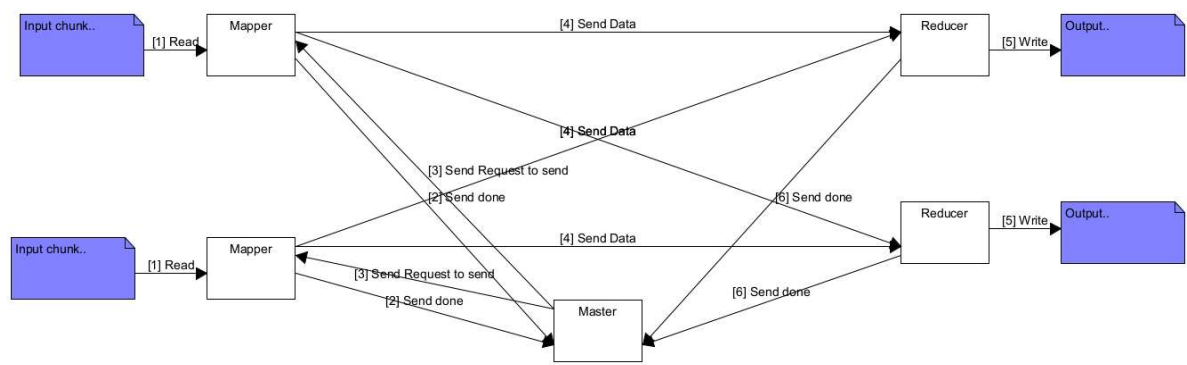 Input chunk..
[1] Read
Mapper
[4] Send Data
Reducer
[5] Write
Output..
[4] Send Data
[3] Send Request to send
[2] Send done
[6] Send done
Input chunk..
[1] Read
Mapper
[4] Send Data
Reducer
[5] Write
Output..
[3] Send Request to send
[2] Send done
[6] Send done
Master